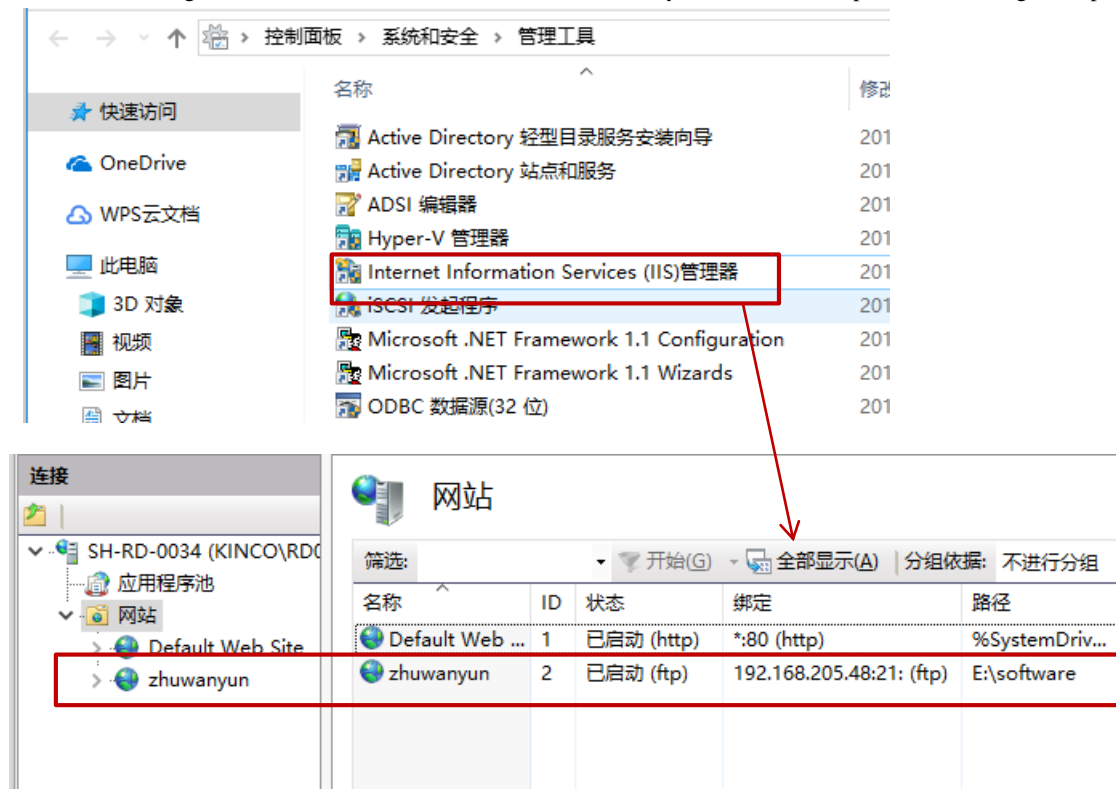 控制面板 › 系统和安全 › 管理工具
名称
修改
快速访问
OneDrive
WPS云文档
此电脑
3D 对象
视频
图片
文档
Active Directory 轻型目录服务安装向导 201
Active Directory 站点和服务 201
ADSI 编辑器 201
Hyper-V 管理器 201
Internet Information Services (IIS)管理器 201
iSCSI 发起程序 201
Microsoft .NET Framework 1.1 Configuration 201
Microsoft .NET Framework 1.1 Wizards 201
ODBC 数据源(32 位) 201
连接
SH-RD-0034 (KINCO\RD0
应用程序池
网站
Default Web Site
zhuwanyun
网站
筛选: 开始(G) 全部显示(A) 分组依据: 不进行分组
名称 ID 状态 绑定 路径
Default Web ... 1 已启动 (http) *:80 (http) %SystemDriv...
zhuwanyun 2 已启动 (ftp) 192.168.205.48:21: (ftp) E:\software